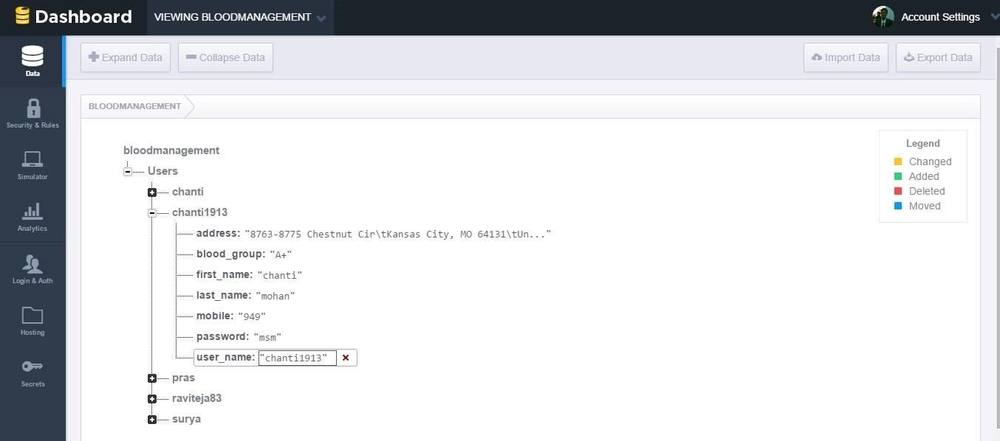 Dashboard VIEWING BLOODMANAGEMENT Account Settings
Data
Security & Rules
Simulator
Analytics
Login & Auth
Hosting
Secrets
Expand Data Collapse Data Import Data Export Data
BLOODMANAGEMENT
bloodmanagement
Users
chanti
chanti1913
address: "8763-8775 Chestnut Cir\tKansas City, MO 64131\tUn..."
blood_group: "A+"
first_name: "chanti"
last_name: "mohan"
mobile: "949"
password: "msm"
user_name: "chanti1913"
pras
raviteja83
surya
Legend
Changed
Added
Deleted
Moved